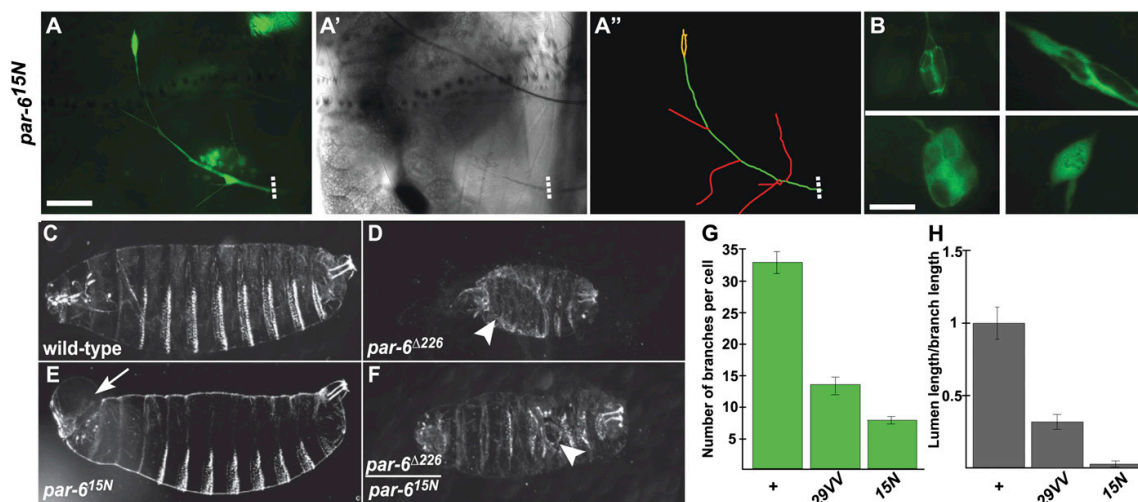 par-6 15N
A
A'
A''
B
C
wild-type
D
par-6 Δ226
E
par-6 15N
F
par-6 Δ226
par-6 15N
G
Number of branches per cell
35
30
25
20
15
10
5
+
29VV
15N
H
Lumen length/branch length
1.5
1
0.5
+
29VV
15N